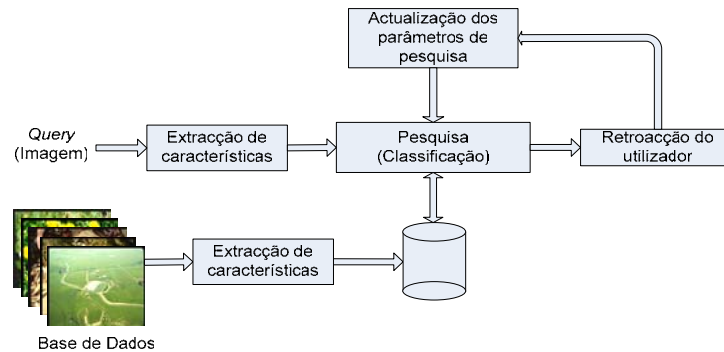 Actualização dos
parâmetros de
pesquisa
Query
(Imagem)
Extracção de
características
Pesquisa
(Classificação)
Retroacção do
utilizador
Extracção de
características
Base de Dados